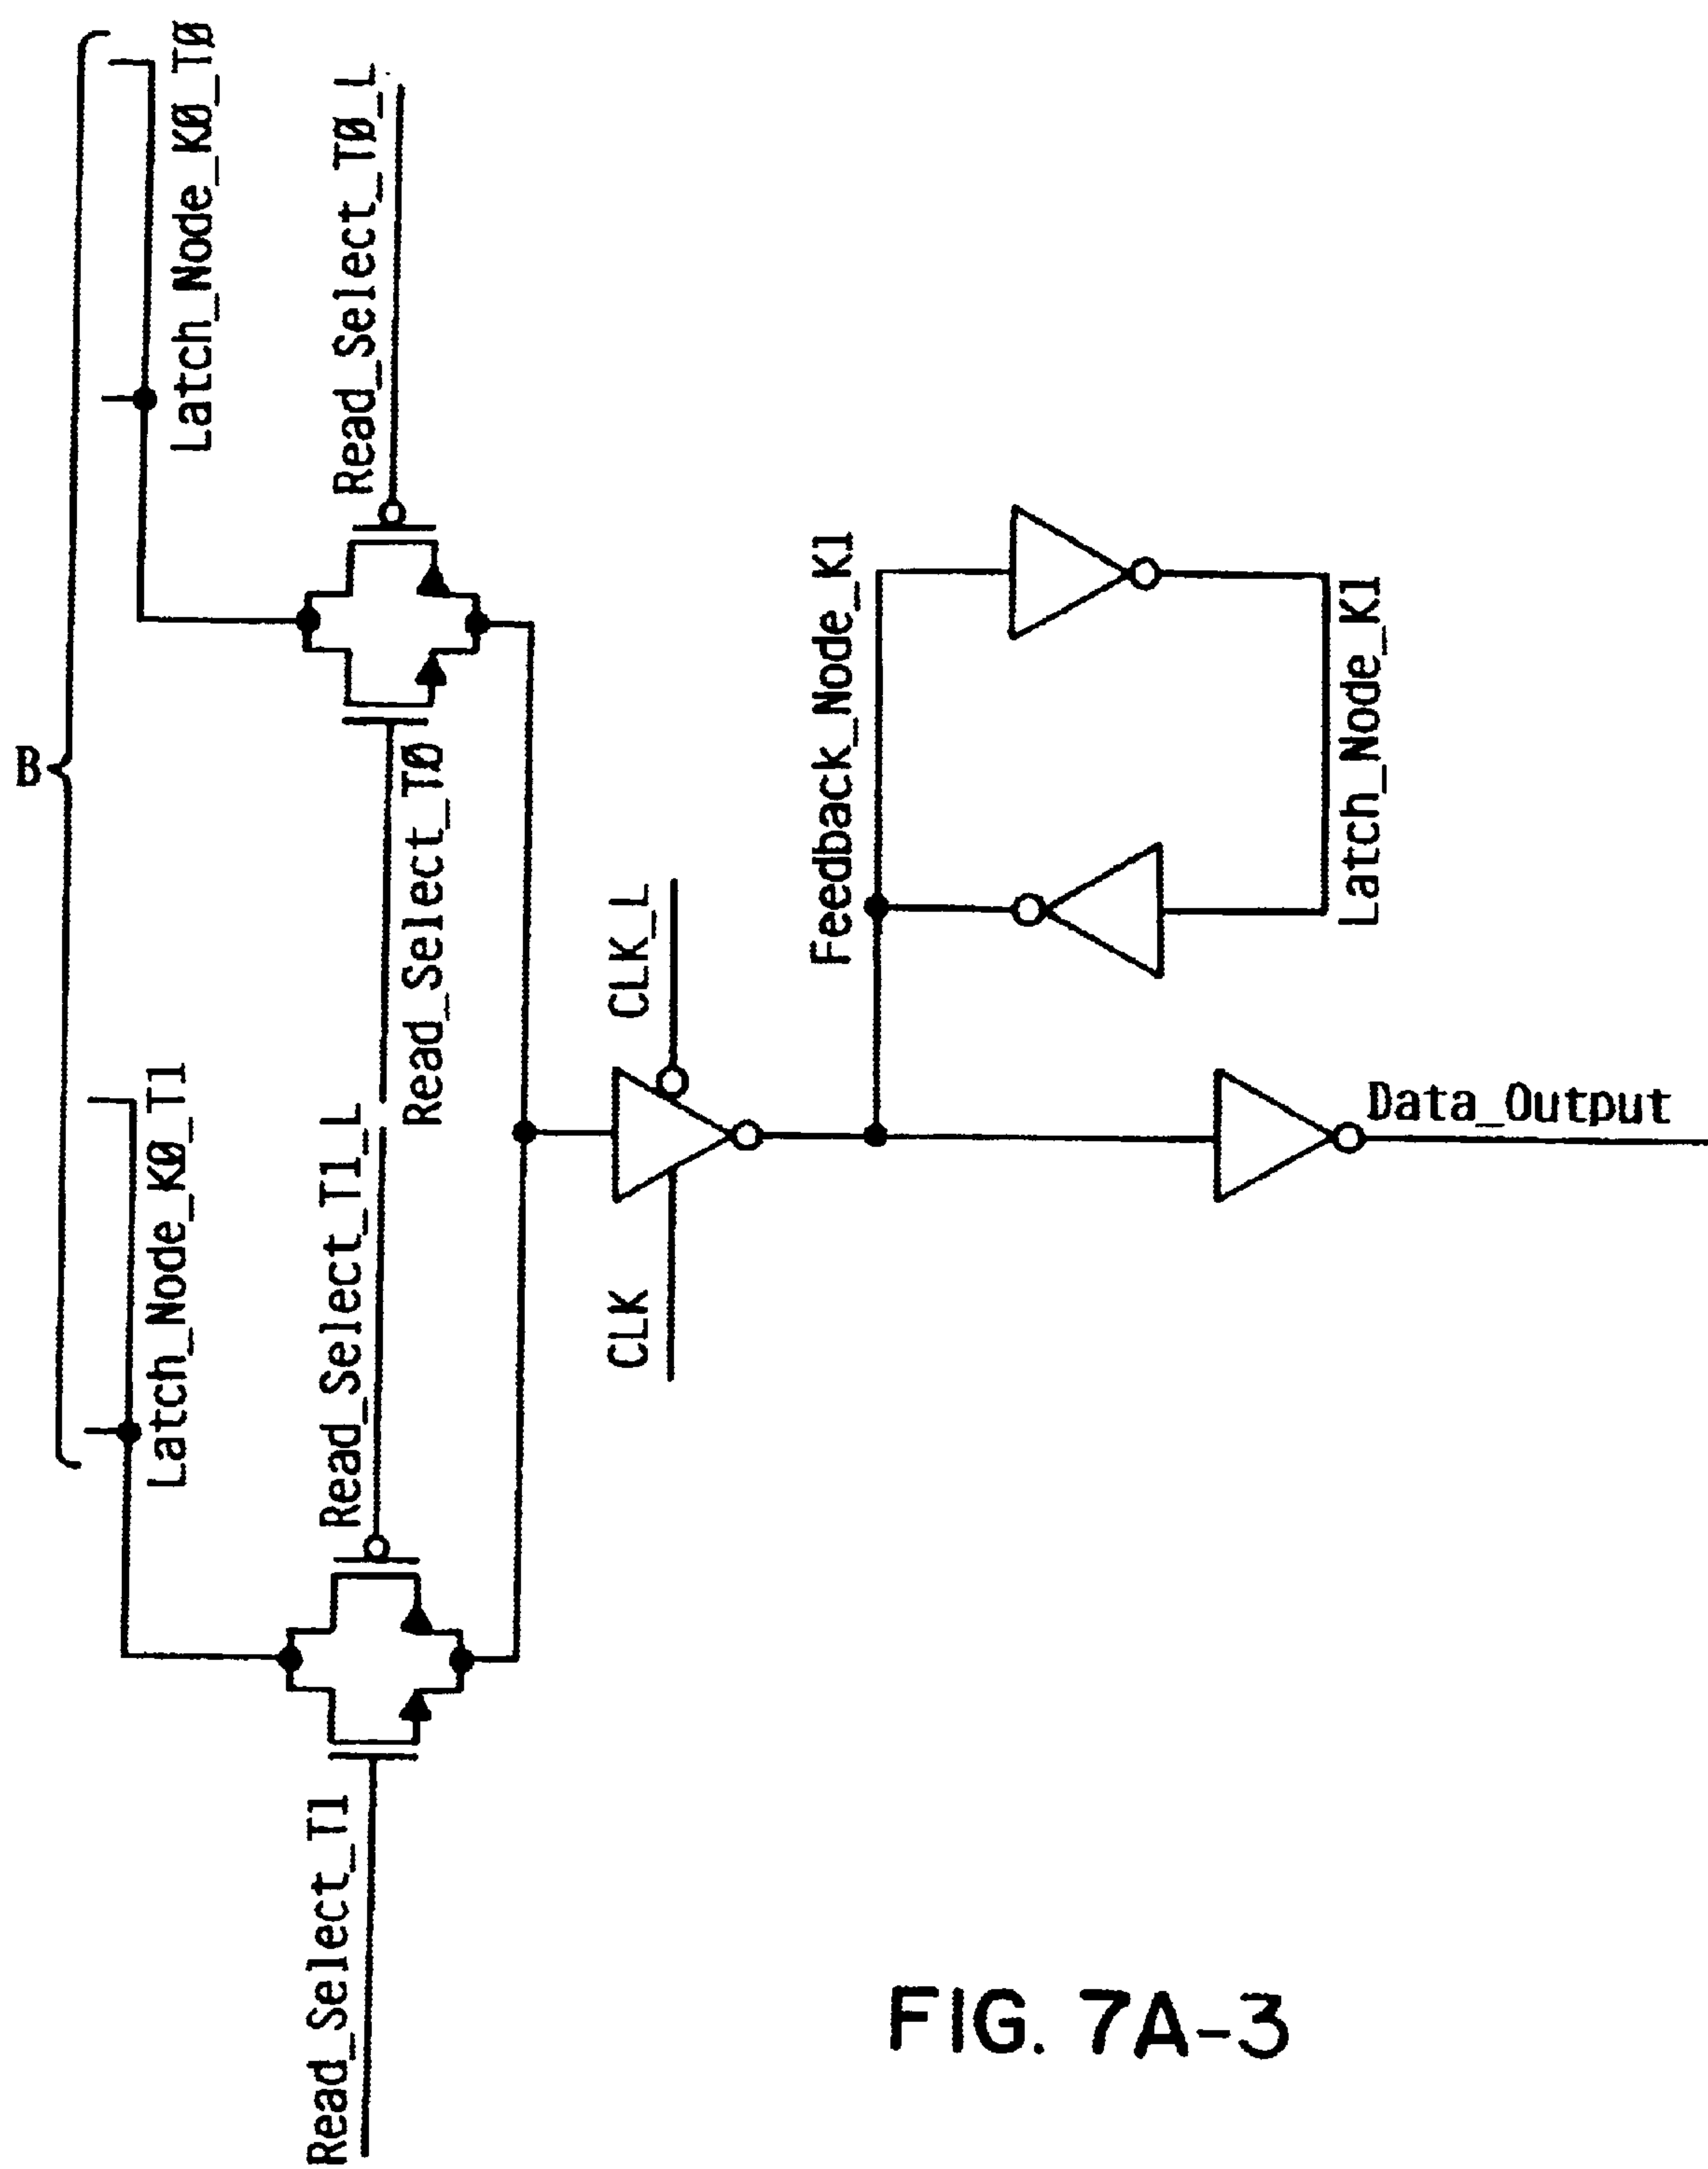 B
Latch_Node_KØ_TØ
Read_Select_TØ_L
Read_Select_TØ
Latch_Node_KØ_T1
Read_Select_T1_L
Read_Select_T1
CLK_L
CLK
Feedback_Node_K1
Latch_Node_K1
Data_Output
FIG. 7A-3